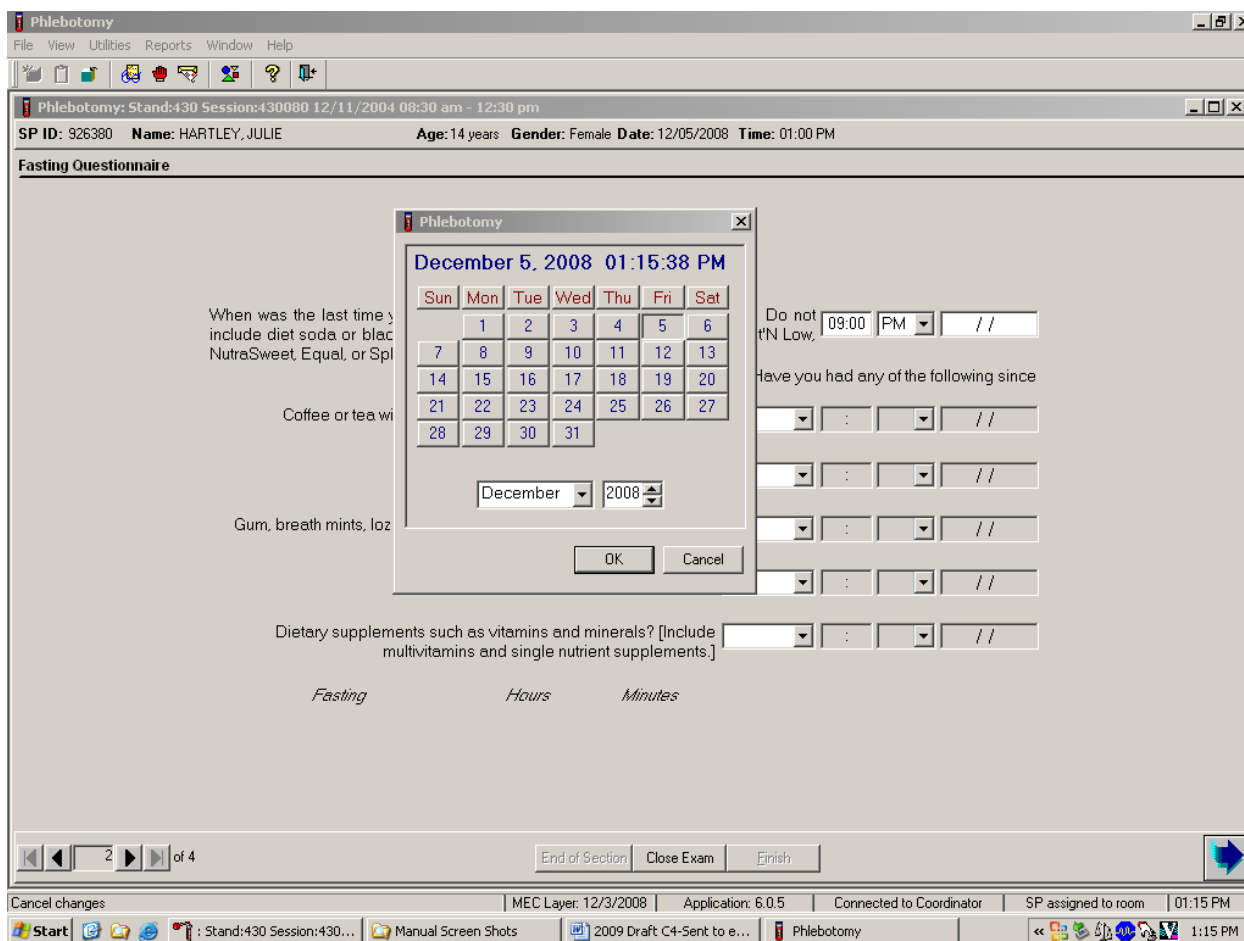 Phlebotomy
File View Utilities Reports Window Help
Phlebotomy: Stand:430 Session:430080 12/11/2004 08:30 am - 12:30 pm
SP ID: 926380 Name: HARTLEY, JULIE Age: 14 years Gender: Female Date: 12/05/2008 Time: 01:00 PM
Fasting Questionnaire
Phlebotomy
December 5, 2008 01:15:38 PM
Sun Mon Tue Wed Thu Fri Sat
1 2 3 4 5 6
7 8 9 10 11 12 13
14 15 16 17 18 19 20
21 22 23 24 25 26 27
28 29 30 31
December 2008
OK Cancel
When was the last time Do not 09:00 PM / /
include diet soda or blac t'N Low,
NutraSweet, Equal, or Spl
Have you had any of the following since
Coffee or tea wi : / /
: / /
Gum, breath mints, loz : / /
: / /
Dietary supplements such as vitamins and minerals? [Include : / /
multivitamins and single nutrient supplements.]
Fasting Hours Minutes
2 of 4 End of Section Close Exam Finish
Cancel changes MEC Layer: 12/3/2008 Application: 6.0.5 Connected to Coordinator SP assigned to room 01:15 PM
Start : Stand:430 Session:430... Manual Screen Shots 2009 Draft C4-Sent to e... Phlebotomy « 1:15 PM